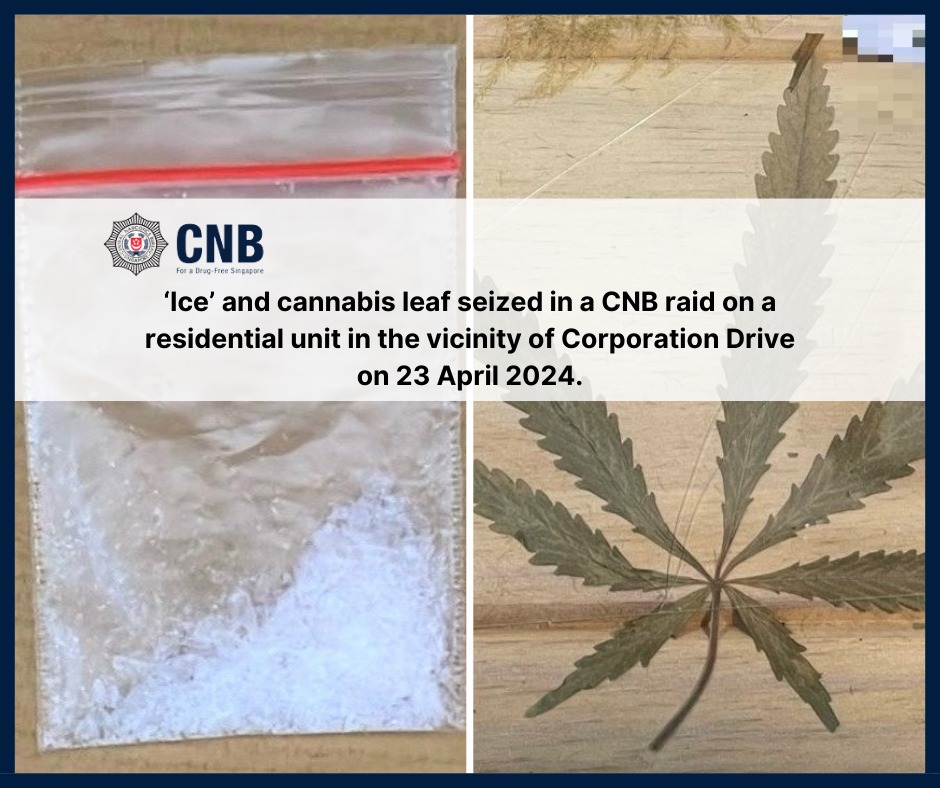 CNB
For a Drug-Free Singapore
‘Ice’ and cannabis leaf seized in a CNB raid on a
residential unit in the vicinity of Corporation Drive
on 23 April 2024.